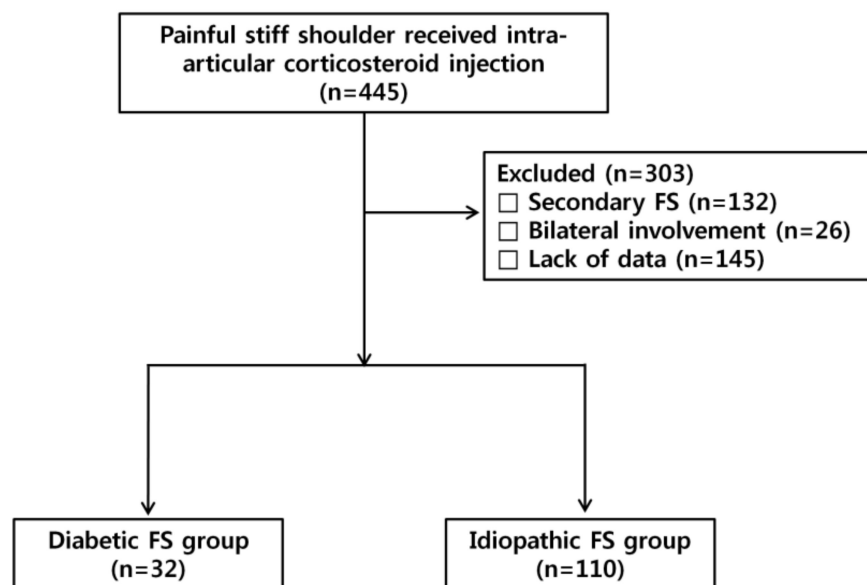 Painful stiff shoulder received intra-
articular corticosteroid injection
(n=445)
Excluded (n=303)
□ Secondary FS (n=132)
□ Bilateral involvement (n=26)
□ Lack of data (n=145)
Diabetic FS group
(n=32)
Idiopathic FS group
(n=110)